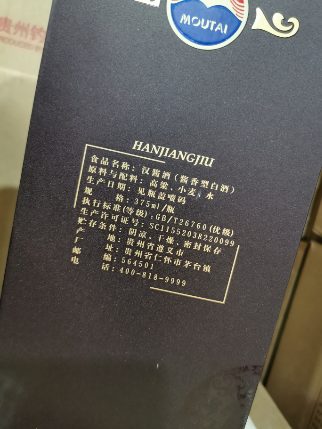 贵州
MOUTAI
HANJIANGJIU
食品名称：汉酱酒（酱香型白酒）
原料与配料：高粱、小麦、水
生产日期：见瓶盖喷码
规　　格：375ml/瓶
执行标准(等级):GB/T26760(优级)
生产许可证号：SC11552038220099
贮存条件：阴凉、干燥、密封保存
产　　地：贵州省遵义市
厂　　址：贵州省仁怀市茅台镇
邮　　编：564501
电　　话：400-818-9999